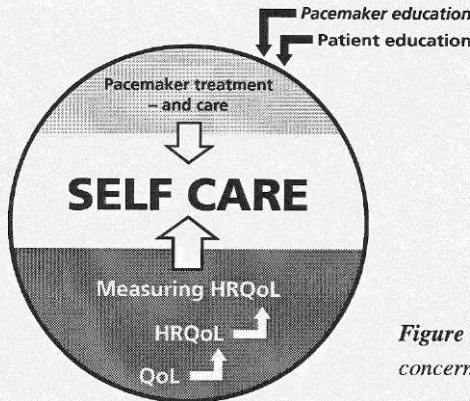 Pacemaker education
Patient education
Pacemaker treatment
– and care
SELF CARE
Measuring HRQoL
HRQoL
QoL
Figure
concern